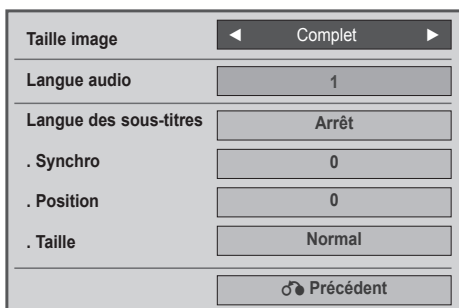 Taille image ◄ Complet ►
Langue audio 1
Langue des sous-titres Arrêt
. Synchro 0
. Position 0
. Taille Normal
Précédent